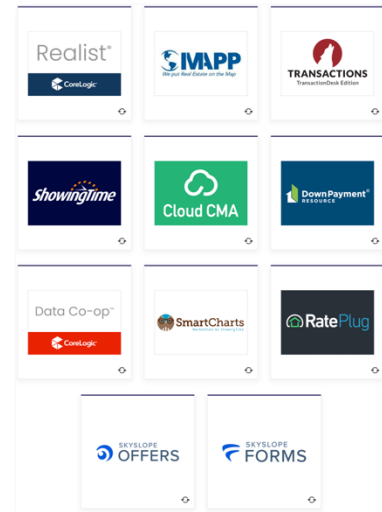 Realist®
CoreLogic
IMAPP
We put Real Estate on the Map
TRANSACTIONS
TransactionDesk Edition
ShowingTime
Cloud CMA
DownPayment®
RESOURCE
Data Co-op™
CoreLogic
SmartCharts
RatePlug
SKYSLOPE
OFFERS
SKYSLOPE
FORMS